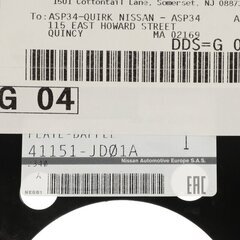 1501 Cottontail Lane, Somerset, NJ 0887
To: ASP34-QUIRK NISSAN - ASP34
115 EAST HOWARD STREET
QUINCY MA 02169
DDS=G 0
G 04
PLATE-BAFFLE
41151-JD01A
1
Nissan Automotive Europe S.A.S.
A
EAC